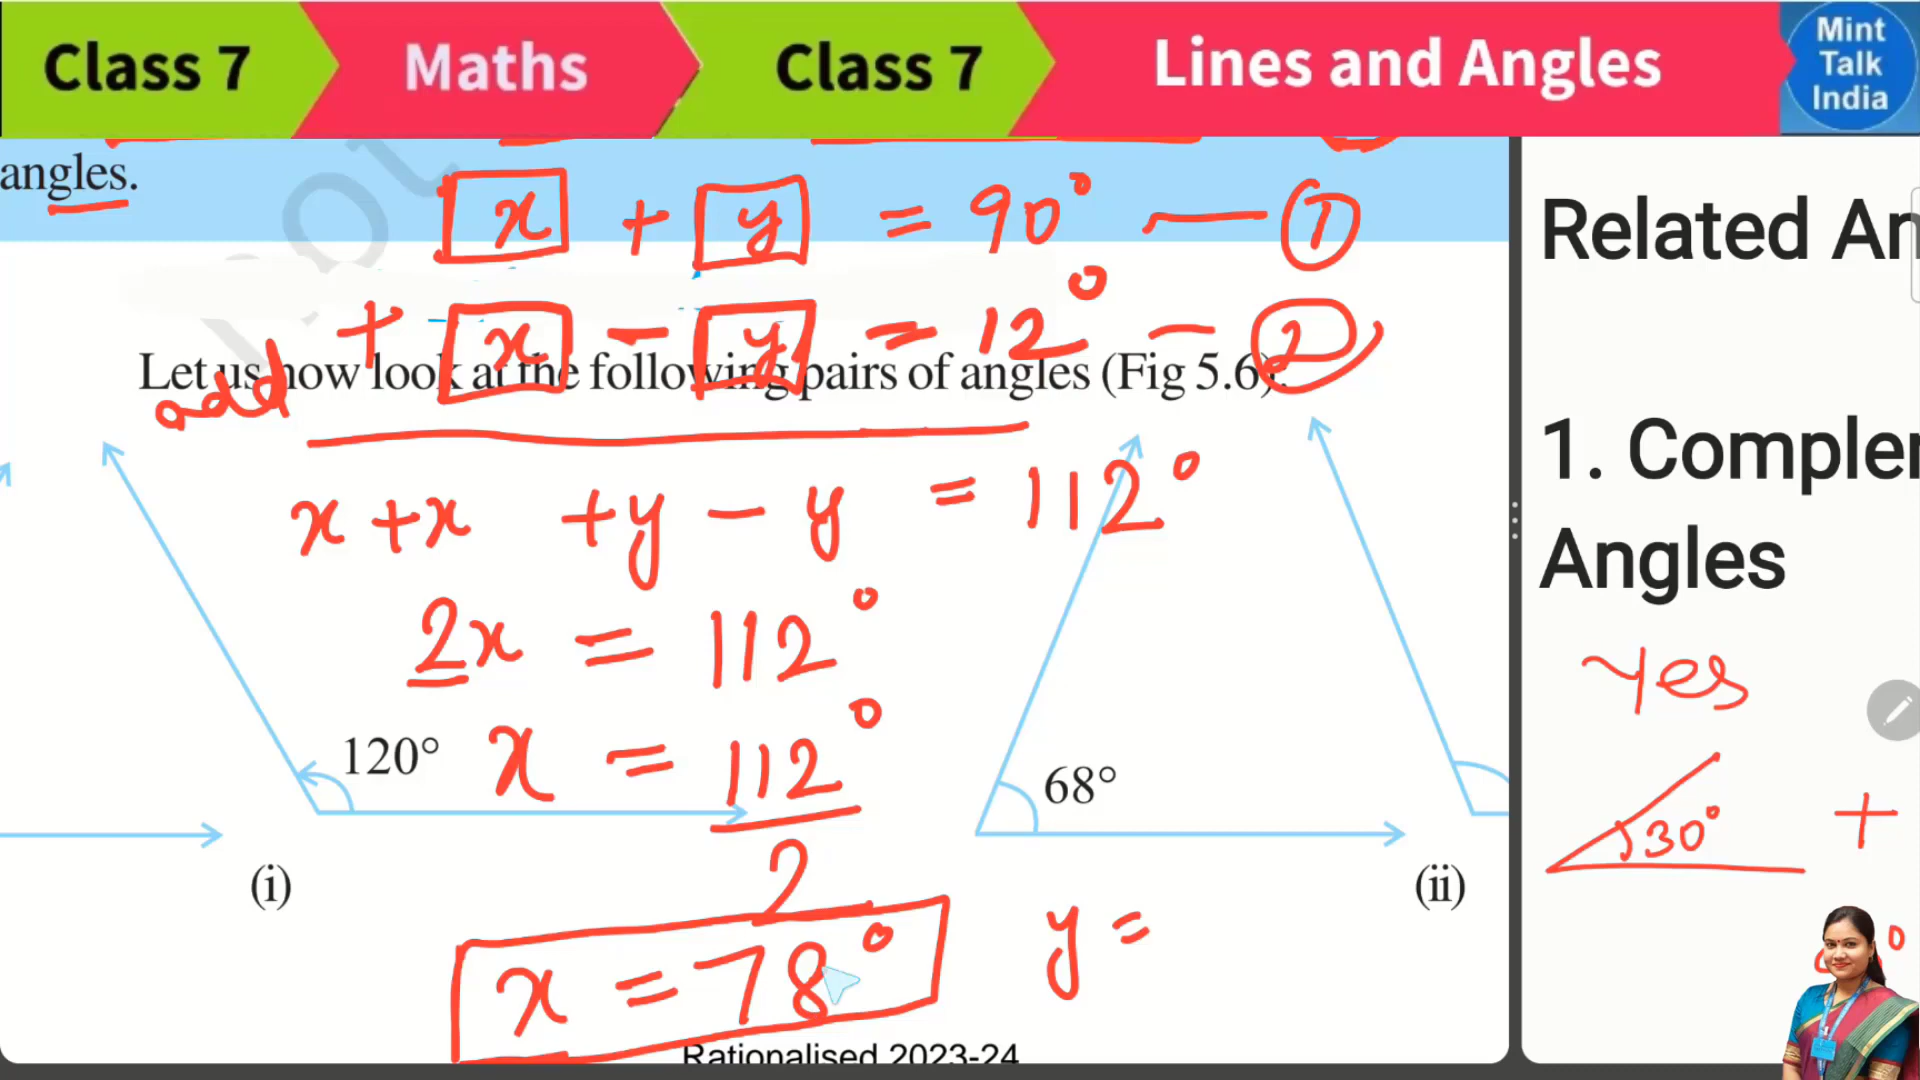 Class 7 Maths Class 7 Lines and Angles
Mint
Talk
India
angles.
x + y = 90° — 1
+ x − y = 12° − 2
add
Let us now look at the following pairs of angles (Fig 5.6):
x + x + y − y = 112°
2x = 112°
x = 112°
2
x = 78°
y =
120°
(i)
68°
(ii)
Rationalised 2023-24
Related An
1. Complem
Angles
Yes
30° +